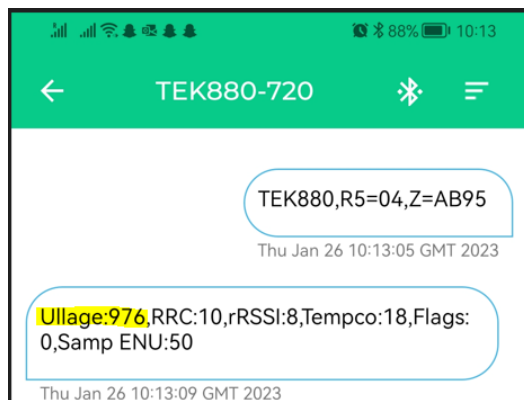 88% 10:13
TEK880-720
TEK880,R5=04,Z=AB95
Thu Jan 26 10:13:05 GMT 2023
Ullage:976,RRC:10,rRSSI:8,Tempco:18,Flags:
0,Samp ENU:50
Thu Jan 26 10:13:09 GMT 2023